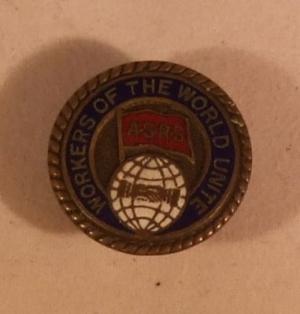 WORKERS OF THE WORLD UNITE
A·S·R·S